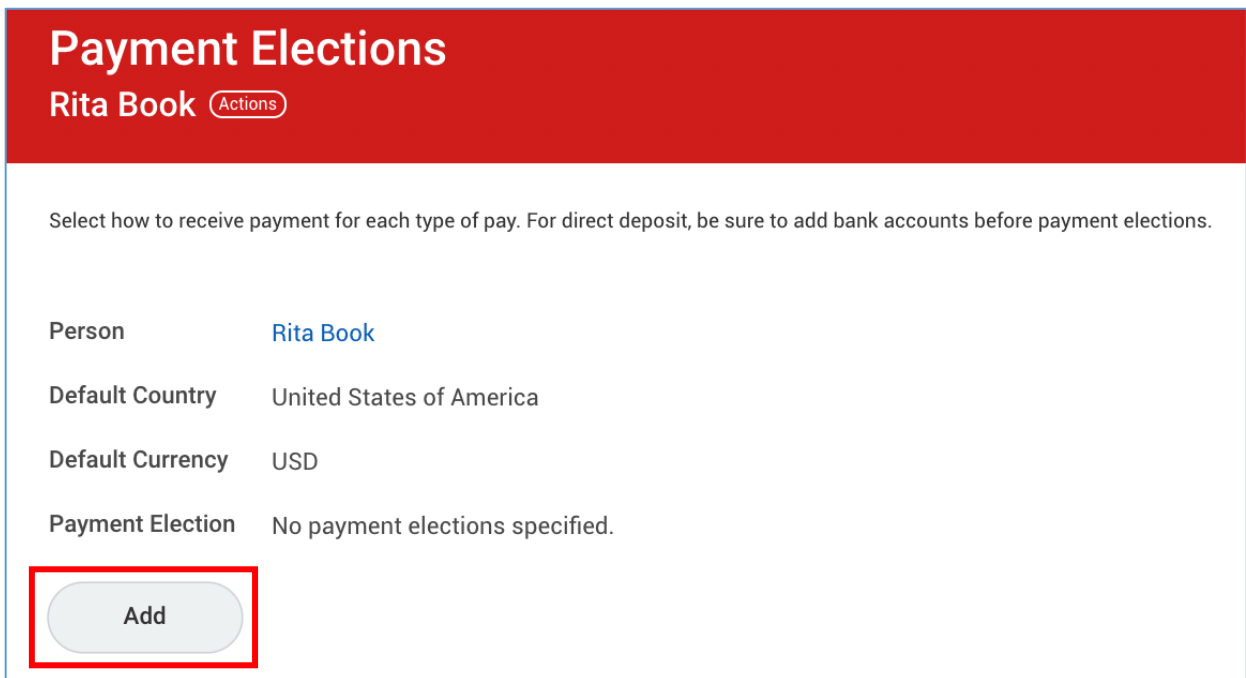 Payment Elections
Rita Book Actions
Select how to receive payment for each type of pay. For direct deposit, be sure to add bank accounts before payment elections.
Person Rita Book
Default Country United States of America
Default Currency USD
Payment Election No payment elections specified.
Add